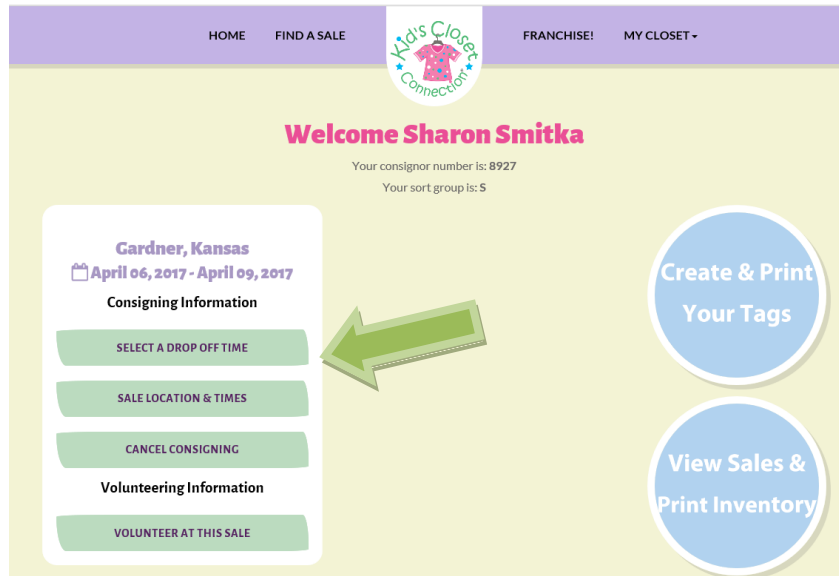 HOME
FIND A SALE
Kid's Closet
Connection
FRANCHISE!
MY CLOSET
Welcome Sharon Smitka
Your consignor number is: 8927
Your sort group is: S
Gardner, Kansas
April 06, 2017 - April 09, 2017
Consigning Information
SELECT A DROP OFF TIME
SALE LOCATION & TIMES
CANCEL CONSIGNING
Volunteering Information
VOLUNTEER AT THIS SALE
Create & Print
Your Tags
View Sales &
Print Inventory